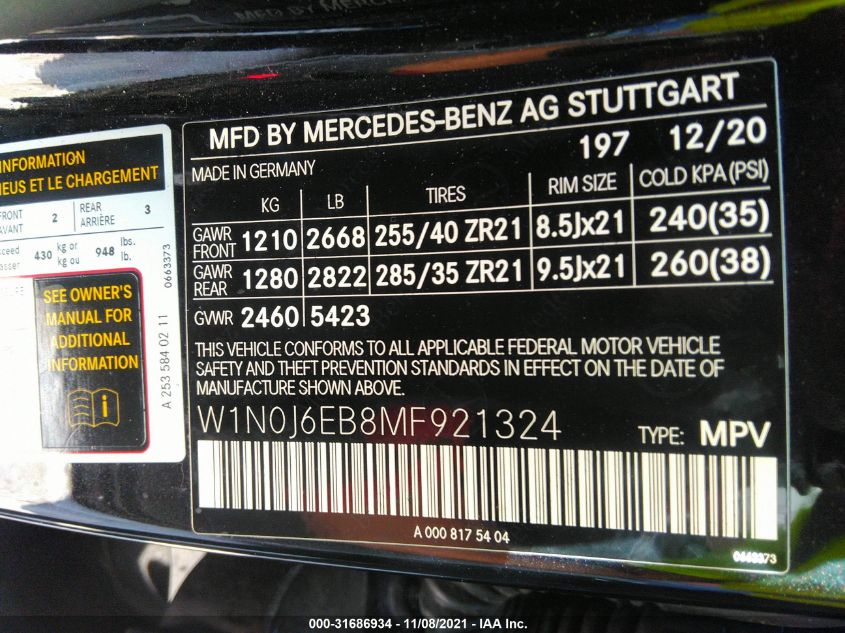 MFD BY MERCEDES-BENZ AG STUTTGART
197 12/20
MADE IN GERMANY
KG LB TIRES RIM SIZE COLD KPA (PSI)
GAWR FRONT 1210 2668 255/40 ZR21 8.5Jx21 240(35)
GAWR REAR 1280 2822 285/35 ZR21 9.5Jx21 260(38)
GVWR 2460 5423
THIS VEHICLE CONFORMS TO ALL APPLICABLE FEDERAL MOTOR VEHICLE
SAFETY AND THEFT PREVENTION STANDARDS IN EFFECT ON THE DATE OF
MANUFACTURE SHOWN ABOVE.
W1N0J6EB8MF921324 TYPE: MPV
A 000 817 54 04
0663373
INFORMATION
ET LE CHARGEMENT
FRONT 2 REAR 3
AVANT ARRIÈRE
430 kg or 948 lbs.
kg ou lb.
0663373
SEE OWNER'S
MANUAL FOR
ADDITIONAL
INFORMATION
A 253 584 02 11
000-31686934 - 11/08/2021 - IAA Inc.